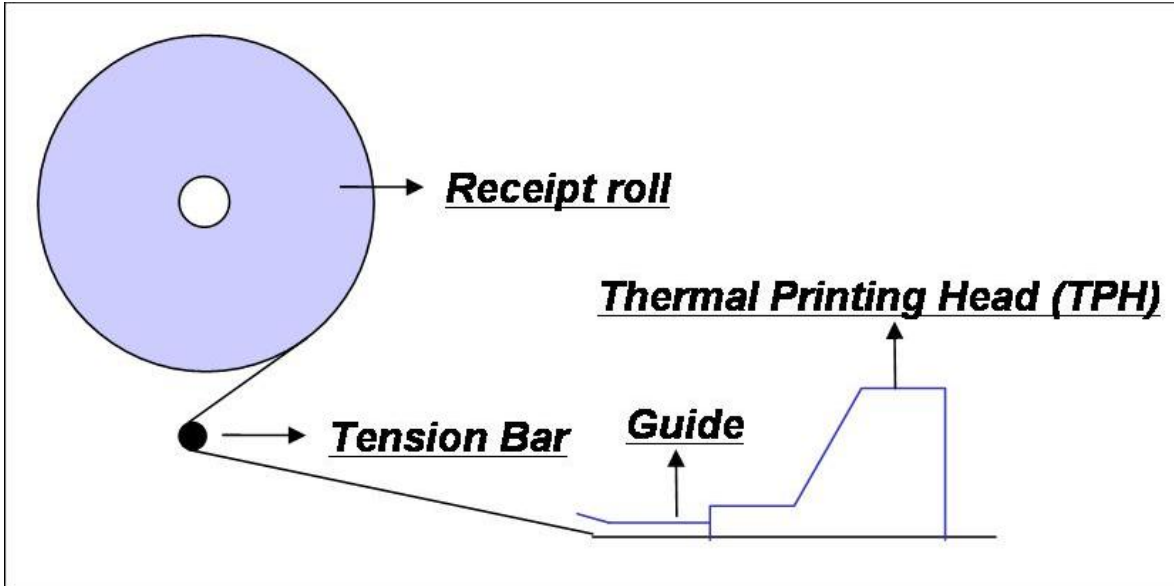 Receipt roll
Thermal Printing Head (TPH)
Guide
Tension Bar